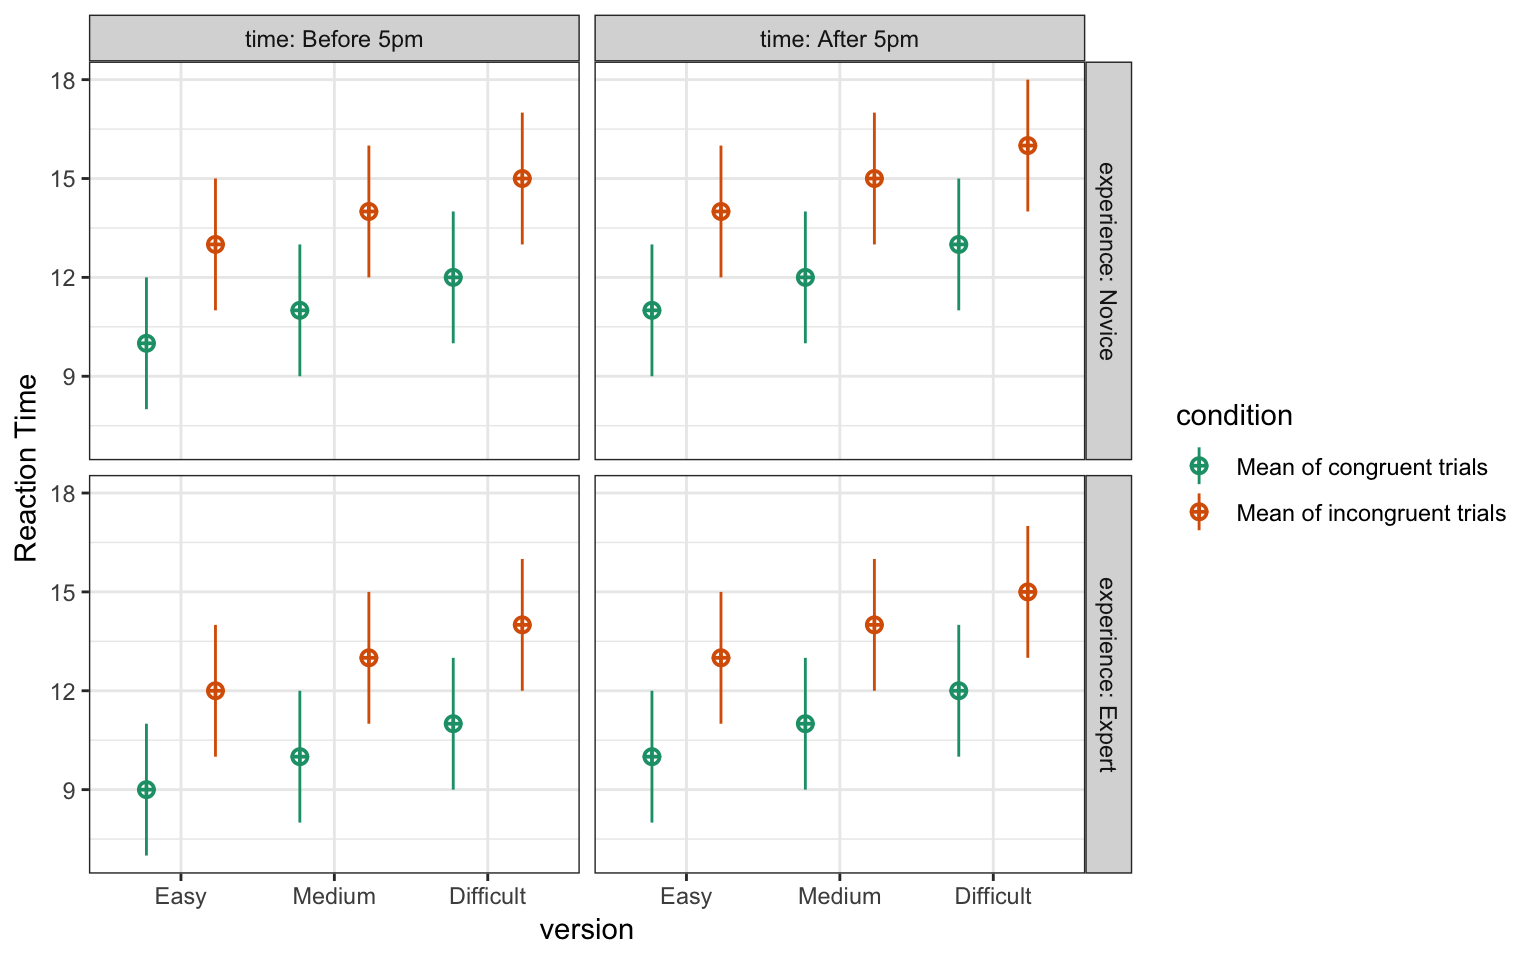 time: Before 5pm
time: After 5pm
18
15
12
9
experience: Novice
Reaction Time
18
15
12
9
experience: Expert
Easy
Medium
Difficult
Easy
Medium
Difficult
version
condition
Mean of congruent trials
Mean of incongruent trials